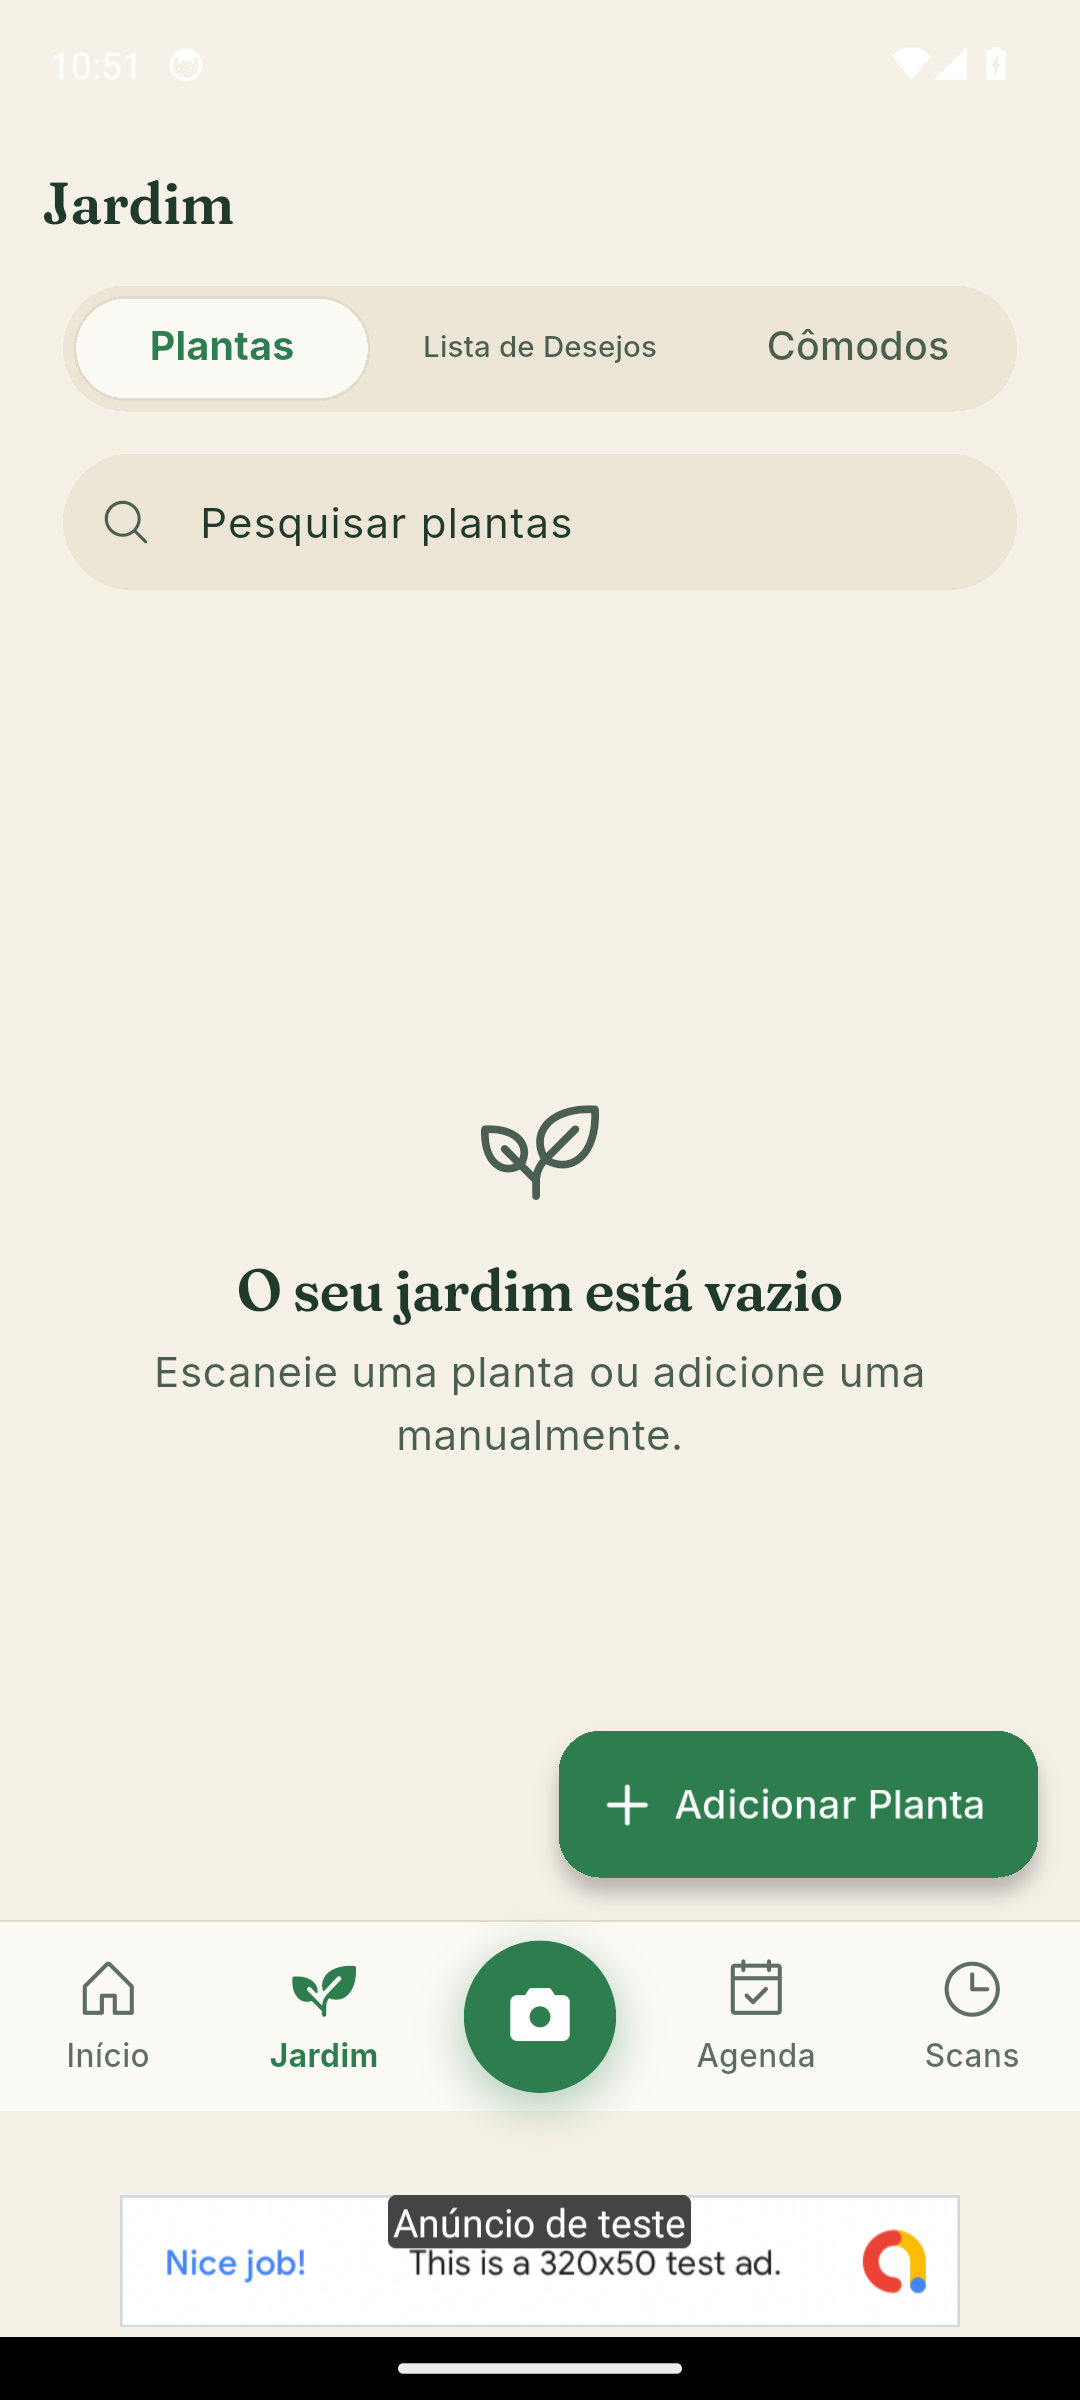 10:51
Jardim
Plantas
Lista de Desejos
Cômodos
Pesquisar plantas
O seu jardim está vazio
Escaneie uma planta ou adicione uma
manualmente.
Adicionar Planta
Início
Jardim
Agenda
Scans
Anúncio de teste
Nice job!
This is a 320x50 test ad.